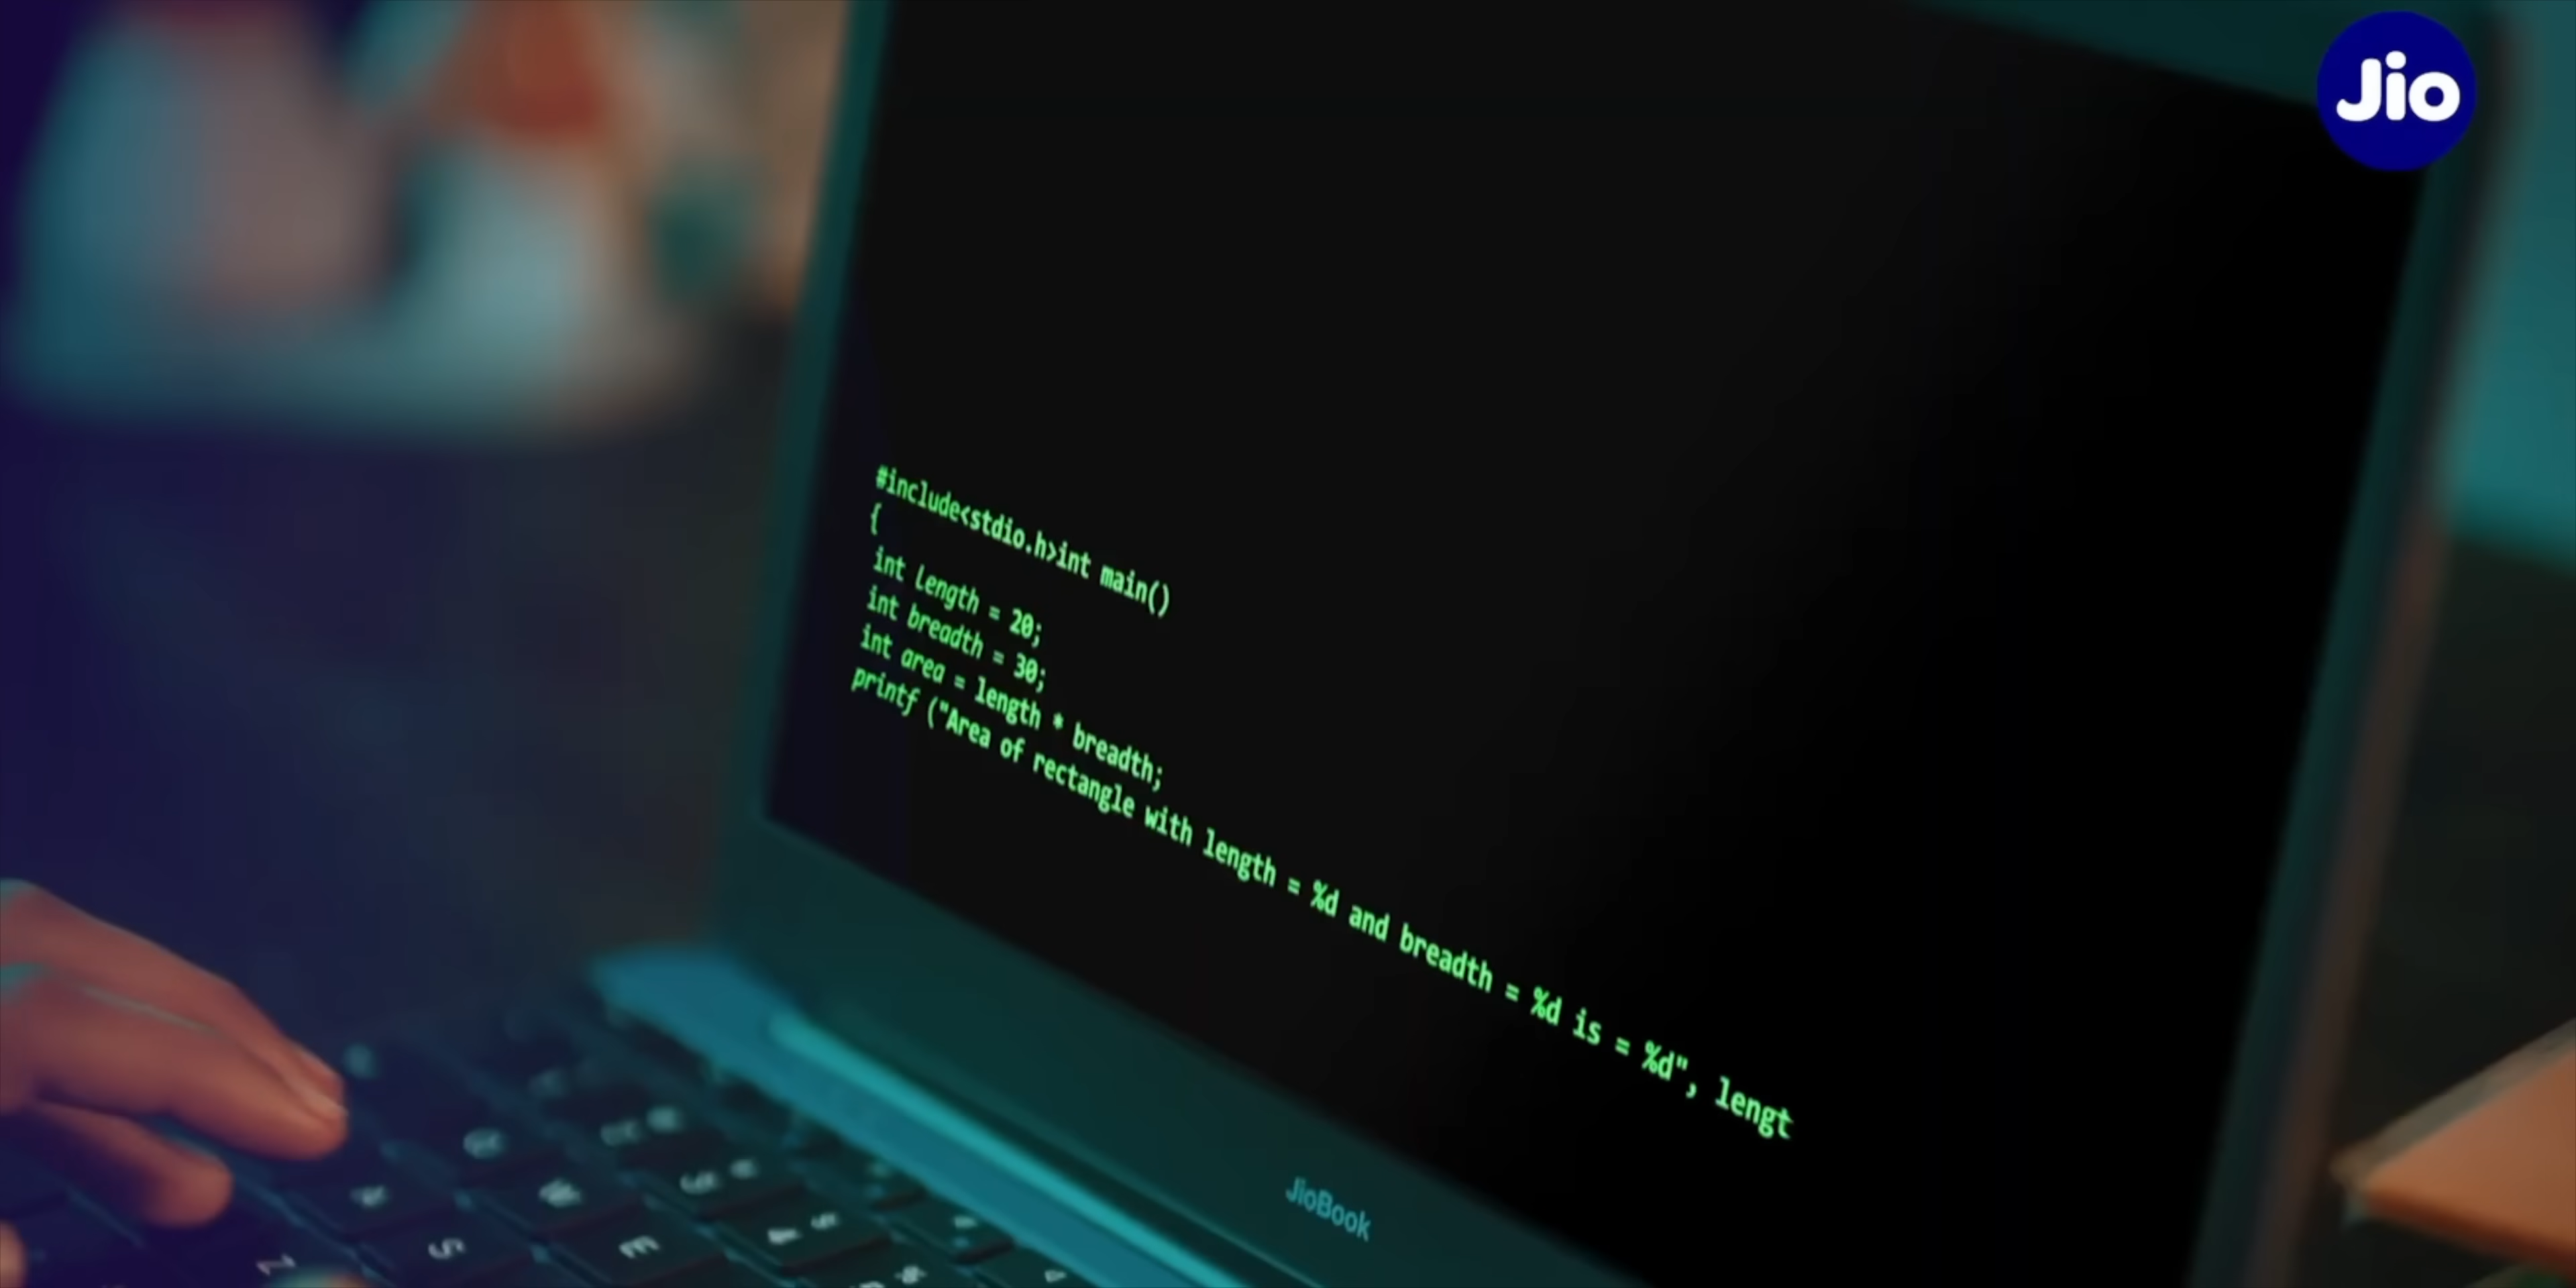 Jio
#include<stdio.h>int main()
{
int Length = 20;
int breadth = 30;
int area = length * breadth;
printf ("Area of rectangle with length = %d and breadth = %d is = %d", lengt
JioBook